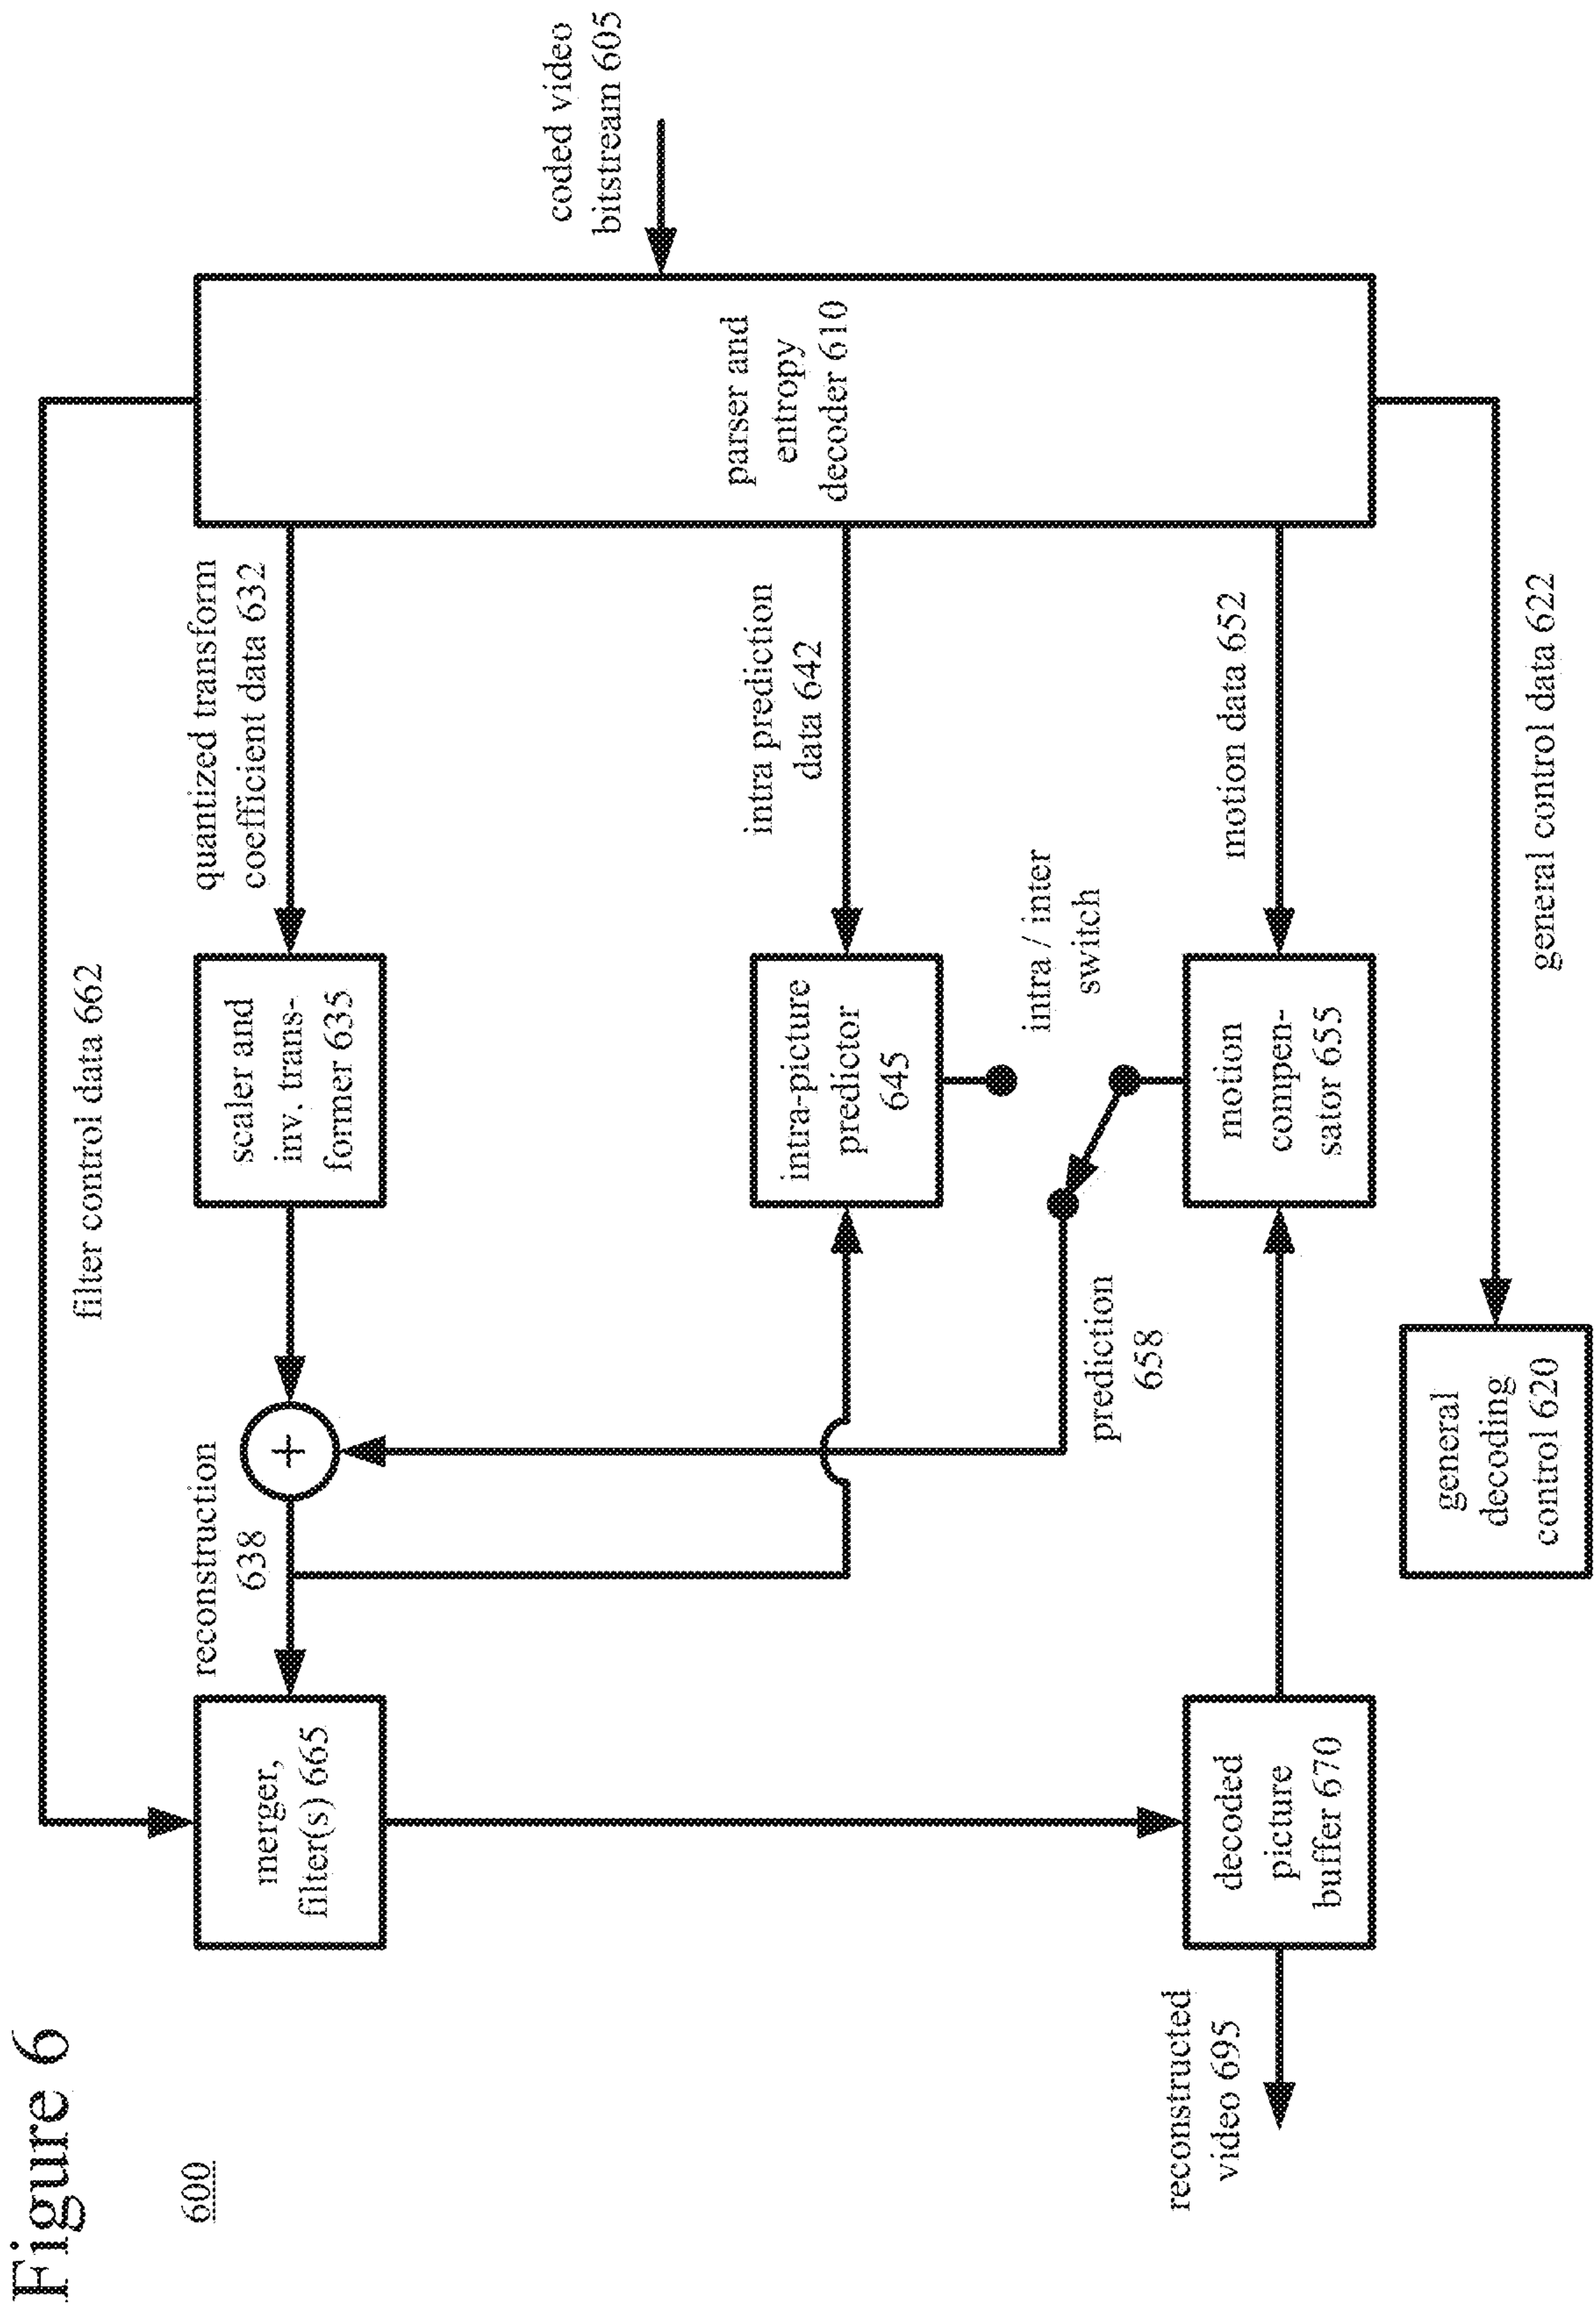 Figure 6
600
coded video
bitstream 605
parser and
entropy
decoder 610
filter control data 662
quantized transform
coefficient data 632
intra prediction
data 642
motion data 652
general control data 622
scaler and
inv. trans-
former 635
intra-picture
predictor
645
intra / inter
switch
motion
compen-
sator 655
+
reconstruction
638
prediction
658
general
decoding
control 620
merger,
filter(s) 665
decoded
picture
buffer 670
reconstructed
video 695